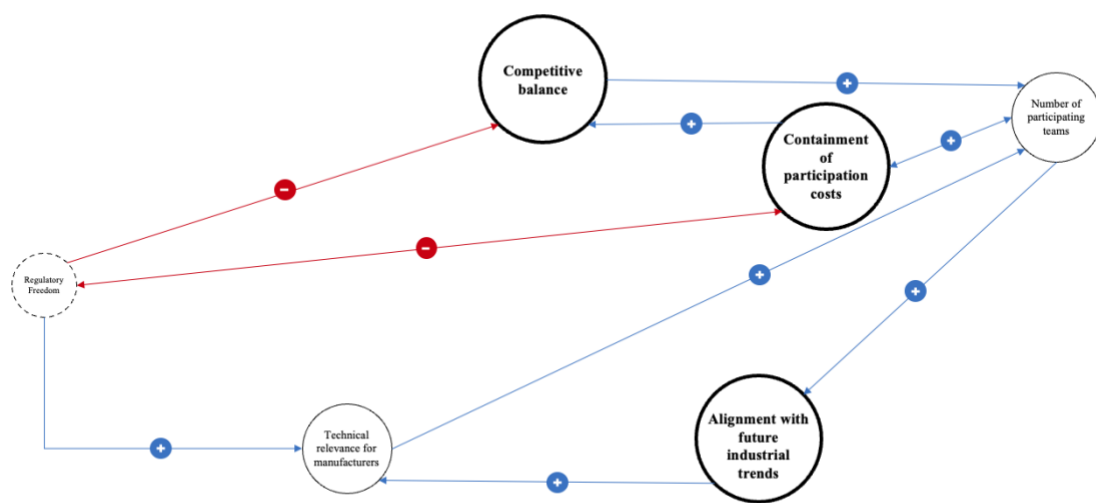 Competitive
balance
+
Number of
participating
teams
+
Containment
of
participation
costs
+
−
−
+
Regulatory
Freedom
+
Alignment with
future
industrial
trends
Technical
relevance for
manufacturers
+
+